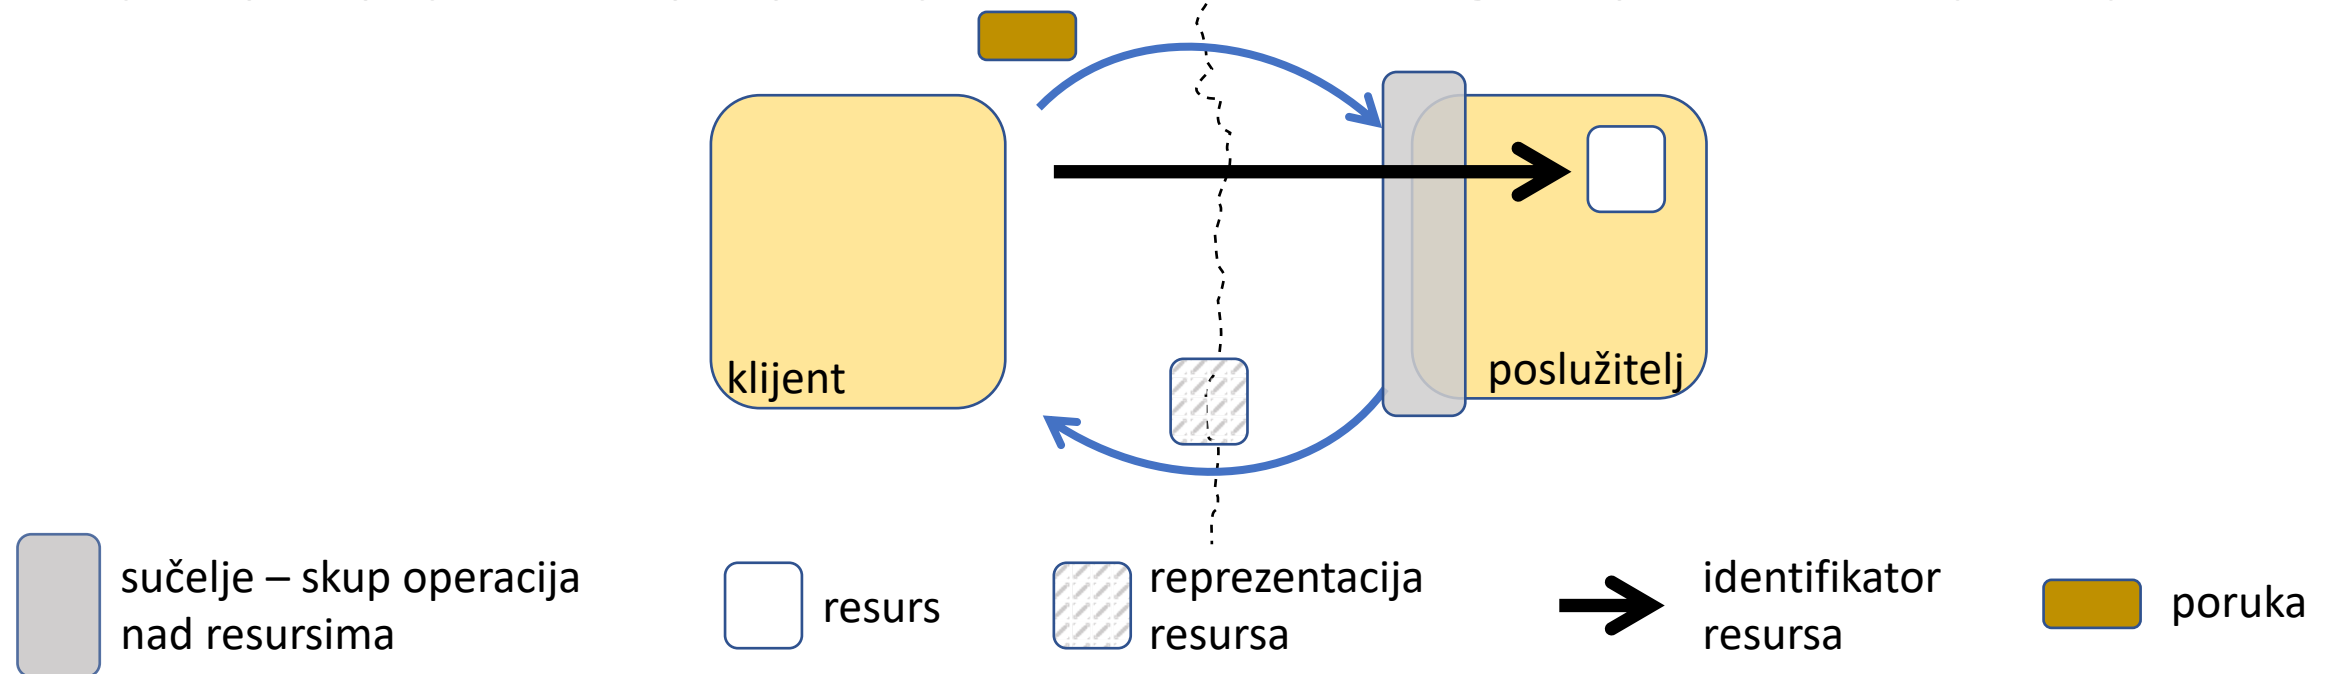 klijent
poslužitelj
sučelje – skup operacija
nad resursima
resurs
reprezentacija
resursa
identifikator
resursa
poruka